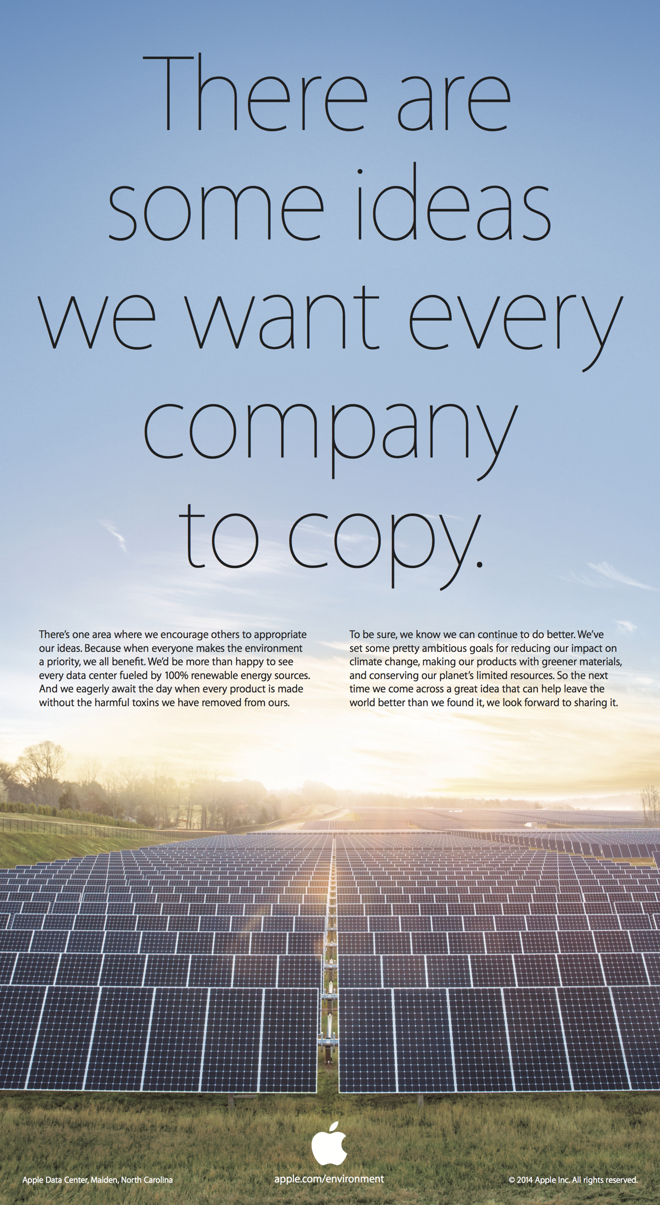 There are
some ideas
we want every
company
to copy.
There's one area where we encourage others to appropriate
our ideas. Because when everyone makes the environment
a priority, we all benefit. We'd be more than happy to see
every data center fueled by 100% renewable energy sources.
And we eagerly await the day when every product is made
without the harmful toxins we have removed from ours.
To be sure, we know we can continue to do better. We've
set some pretty ambitious goals for reducing our impact on
climate change, making our products with greener materials,
and conserving our planet's limited resources. So the next
time we come across a great idea that can help leave the
world better than we found it, we look forward to sharing it.
Apple Data Center, Maiden, North Carolina
apple.com/environment
© 2014 Apple Inc. All rights reserved.